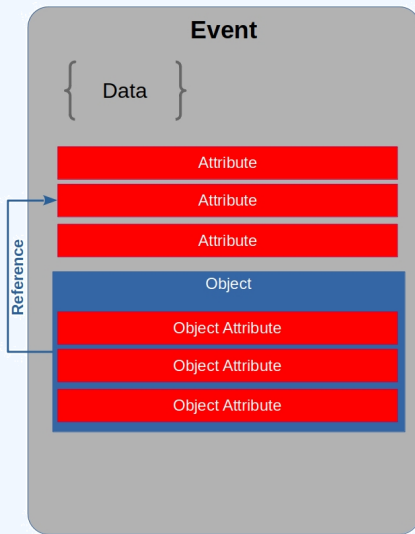 Event
{ Data }
Attribute
Attribute
Attribute
Reference
Object
Object Attribute
Object Attribute
Object Attribute